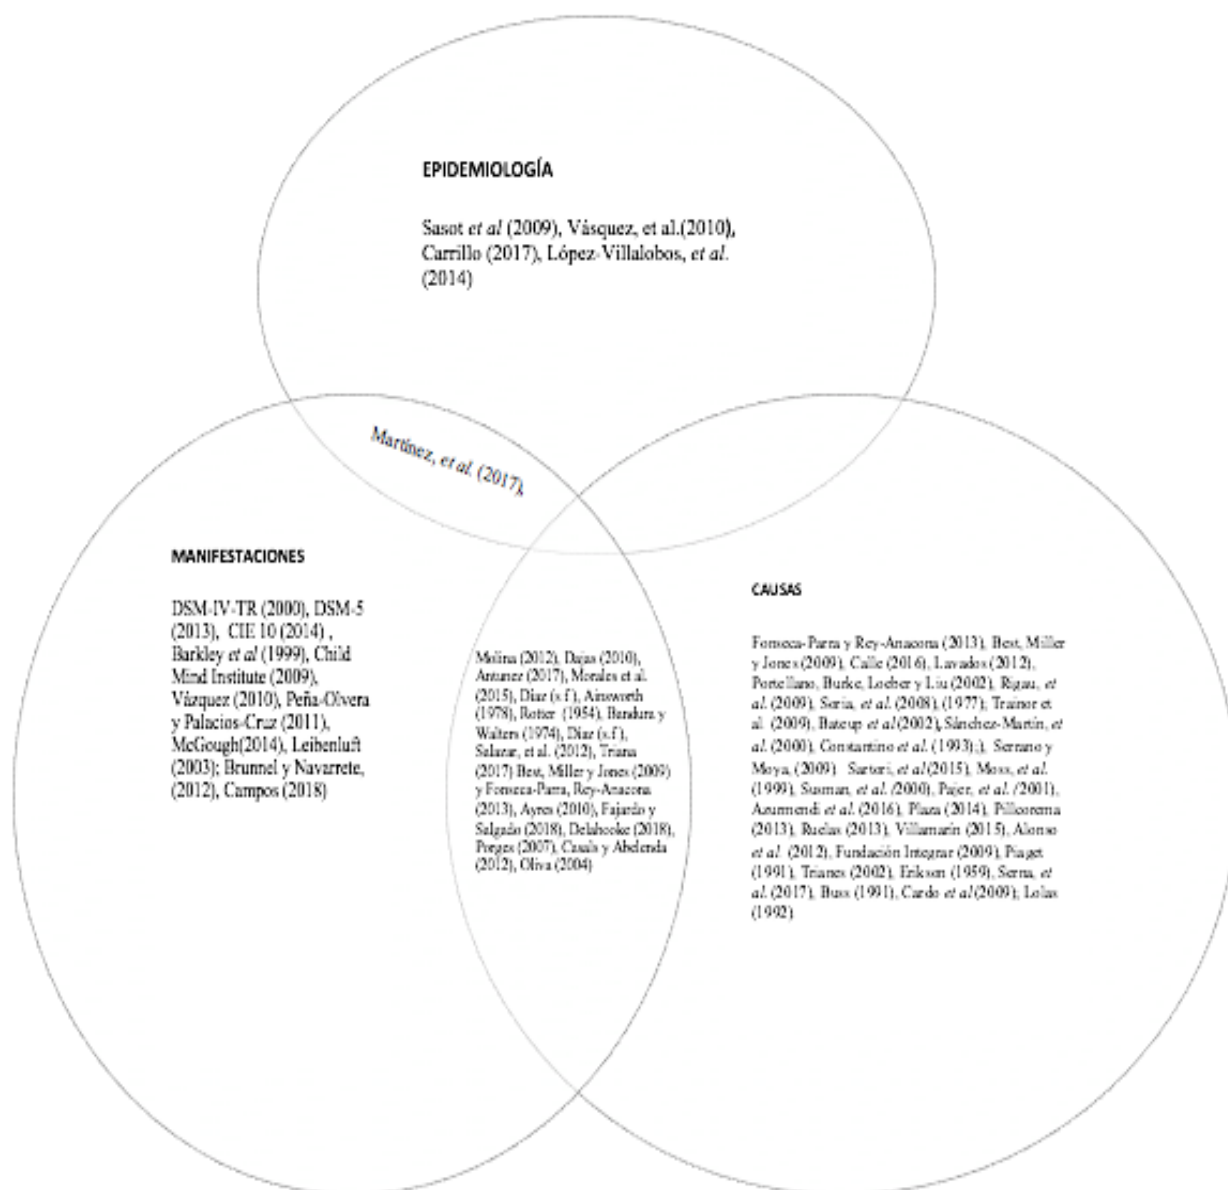 EPIDEMIOLOGÍA
Sasot et al (2009), Vásquez, et al.(2010),
Carrillo (2017), López-Villalobos, et al.
(2014)
Martínez, et al. (2017),
MANIFESTACIONES
DSM-IV-TR (2000), DSM-5
(2013), CIE 10 (2014) ,
Barkley et al (1999), Child
Mind Institute (2009),
Vázquez (2010), Peña-Olvera
y Palacios-Cruz (2011),
McGough(2014), Leibenluft
(2003); Brunnel y Navarrete,
(2012), Campos (2018)
Molina (2012), Dajas (2010),
Antunez (2017), Morales et al.
(2015), Díaz (s.f), Ainsworth
(1978), Rotter (1954), Bandura y
Walters (1974), Díaz (s.f),
Salazar, et al. (2012), Triana
(2017) Best, Miller y Jones (2009)
y Fonseca-Parra, Rey-Anacona
(2013), Ayres (2010), Fajardo y
Salgado (2018), Delahooke (2018),
Porges (2007), Casals y Abelenda
(2012), Oliva (2004)
CAUSAS
Fonseca-Parra y Rey-Anacona (2013), Best, Miller
y Jones (2009), Calle (2016), Lavados (2012),
Portellano, Burke, Loeber y Liu (2002), Rigau, et
al. (2009), Soria, et al. (2008), (1977); Trainor et
al. (2009), Bateup et al (2002), Sánchez-Martín, et
al. (2000), Constantino et al. (1993);), Serrano y
Moya, (2009) Sartori, et al (2015), Moss, et al.
(1999), Susman, et al. (2000), Pajer, et al. (2001),
Azurmendi et al. (2016), Plaza (2014), Pillcorema
(2013), Ruelas (2013), Villamarin (2015), Alonso
et al. (2012), Fundación Integrar (2009), Piaget
(1991), Trianes (2002), Erikson (1959), Serna, et
al. (2017), Buss (1991), Cardo et al (2009); Lolas
(1992)